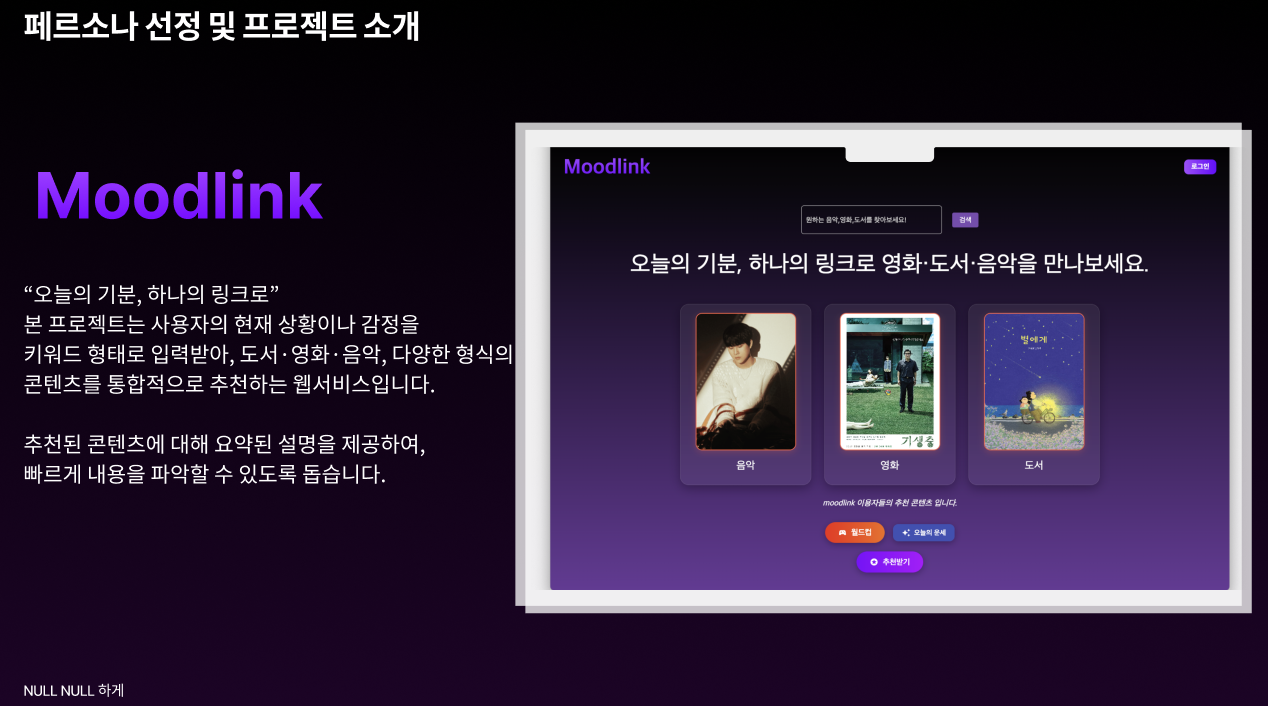 페르소나 선정 및 프로젝트 소개
Moodlink
“오늘의 기분, 하나의 링크로”
본 프로젝트는 사용자의 현재 상황이나 감정을
키워드 형태로 입력받아, 도서·영화·음악, 다양한 형식의
콘텐츠를 통합적으로 추천하는 웹서비스입니다.
추천된 콘텐츠에 대해 요약된 설명을 제공하여,
빠르게 내용을 파악할 수 있도록 돕습니다.
Moodlink
로그인
원하는 음악,영화,도서를 찾아보세요!
검색
오늘의 기분, 하나의 링크로 영화·도서·음악을 만나보세요.
기생충
별에게
음악
영화
도서
moodlink 이용자들의 추천 콘텐츠 입니다.
월드컵
오늘의 운세
추천받기
NULL NULL 하게